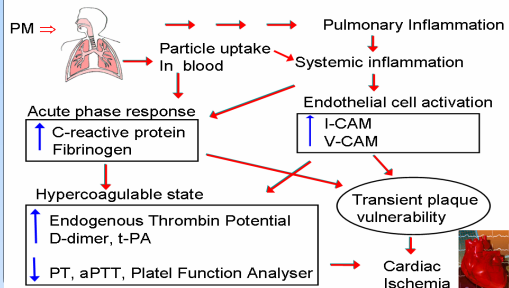 PM ⇒
Pulmonary Inflammation
Particle uptake
In blood
Systemic inflammation
Acute phase response
C-reactive protein
Fibrinogen
Endothelial cell activation
I-CAM
V-CAM
Hypercoagulable state
Endogenous Thrombin Potential
D-dimer, t-PA
PT, aPTT, Platel Function Analyser
Transient plaque
vulnerability
Cardiac
Ischemia